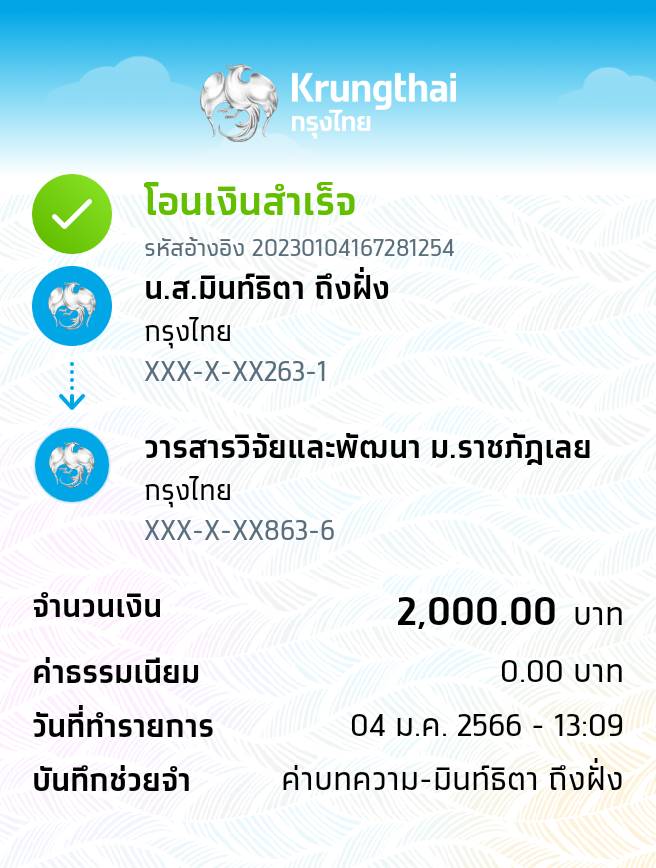 Krungthai
กรุงไทย
โอนเงินสำเร็จ
รหัสอ้างอิง 20230104167281254
น.ส.มินท์ธิตา ถึงฝั่ง
กรุงไทย
XXX-X-XX263-1
วารสารวิจัยและพัฒนา ม.ราชภัฎเลย
กรุงไทย
XXX-X-XX863-6
จำนวนเงิน 2,000.00 บาท
ค่าธรรมเนียม 0.00 บาท
วันที่ทำรายการ 04 ม.ค. 2566 - 13:09
บันทึกช่วยจำ ค่าบทความ-มินท์ธิตา ถึงฝั่ง